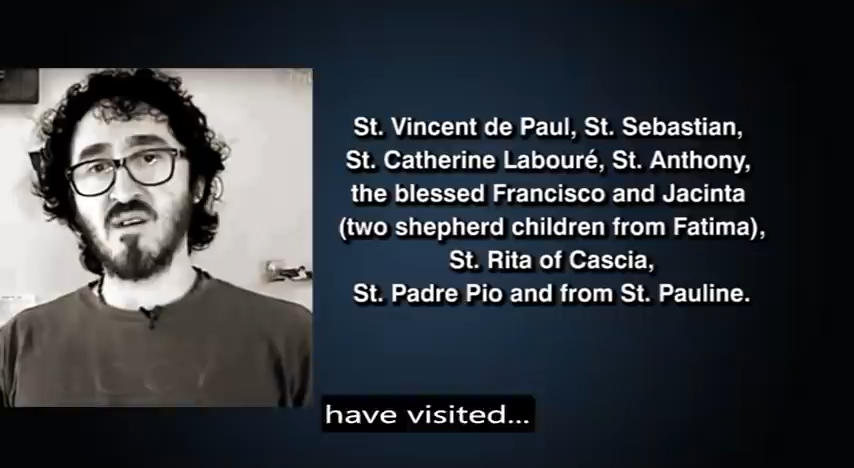 St. Vincent de Paul, St. Sebastian,
St. Catherine Labouré, St. Anthony,
the blessed Francisco and Jacinta
(two shepherd children from Fatima),
St. Rita of Cascia,
St. Padre Pio and from St. Pauline.
have visited...